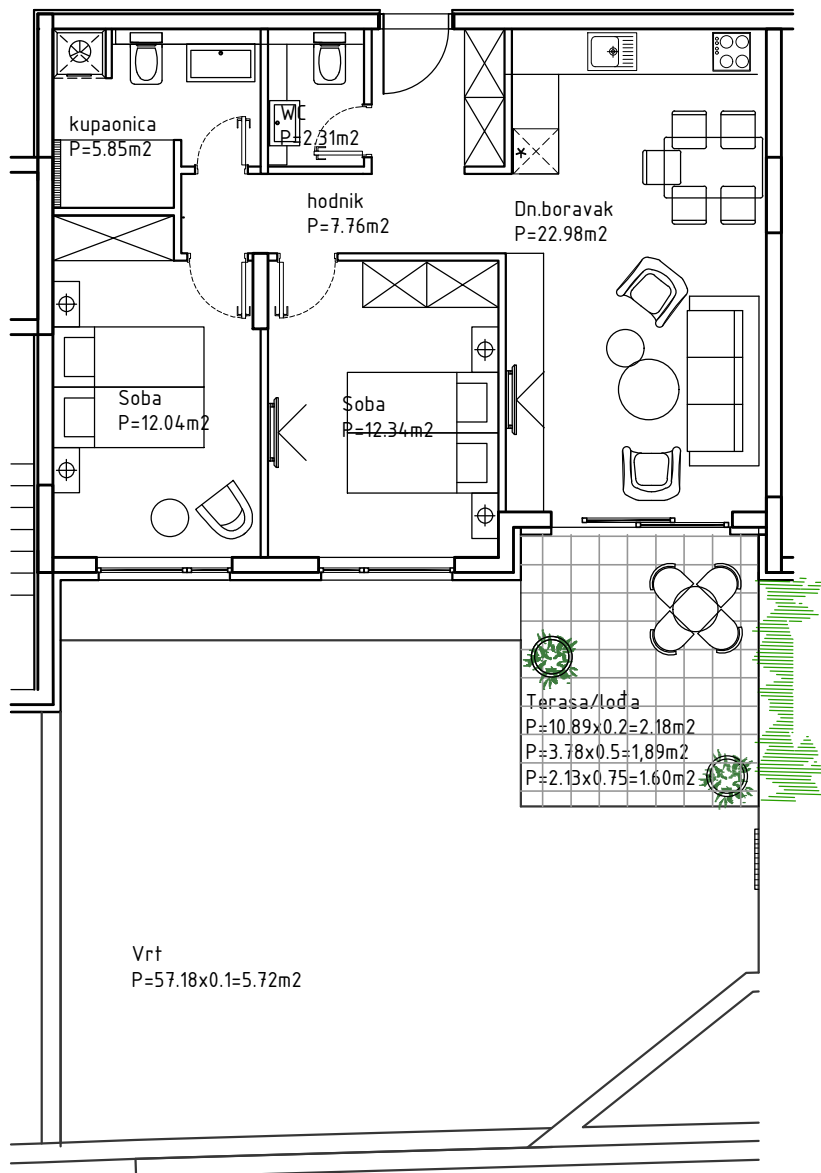 kupaonica
P=5.85m2
WC
P=2.31m2
hodnik
P=7.76m2
Dn.boravak
P=22.98m2
Soba
P=12.04m2
Soba
P=12.34m2
Terasa/lođa
P=10.89x0.2=2.18m2
P=3.78x0.5=1,89m2
P=2.13x0.75=1.60m2
Vrt
P=57.18x0.1=5.72m2